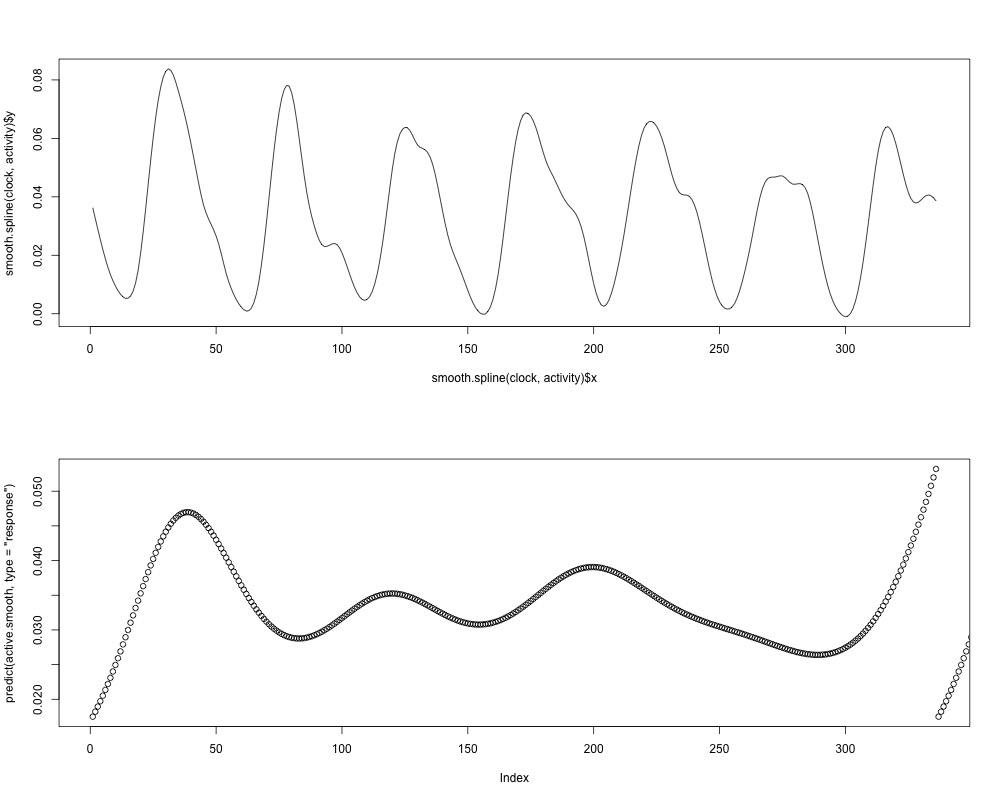 smooth.spline(clock, activity)$y
0.08
0.06
0.04
0.02
0.00
0 50 100 150 200 250 300
smooth.spline(clock, activity)$x
predict(active.smooth, type = "response")
0.050
0.040
0.030
0.020
0 50 100 150 200 250 300
Index